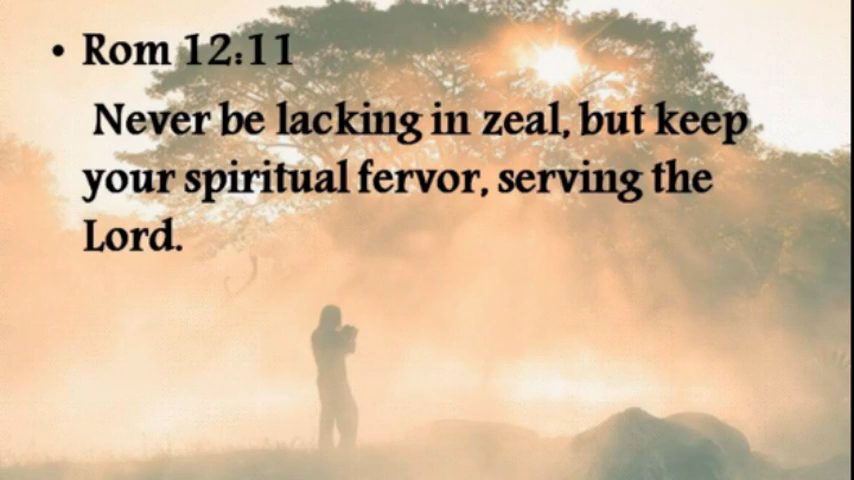 • Rom 12:11
Never be lacking in zeal, but keep
your spiritual fervor, serving the
Lord.